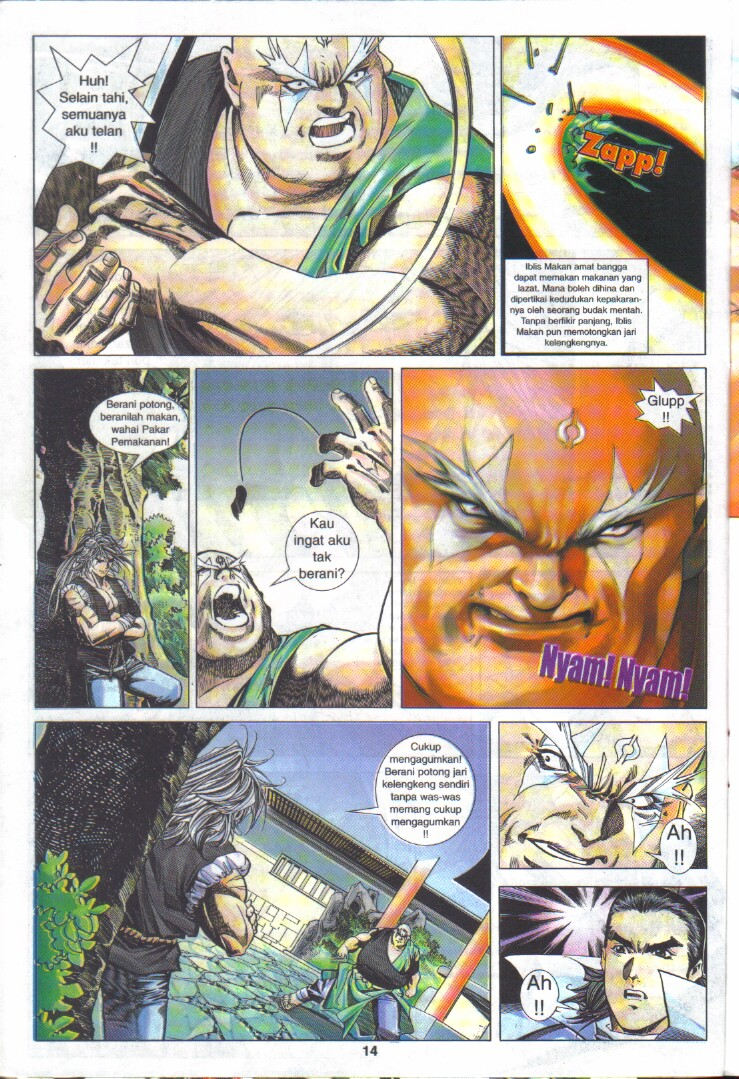 Huh!
Selain tahi,
semuanya
aku telan
!!
Zapp!
Iblis Makan amat bangga
dapat memakan makanan yang
lazat. Mana boleh dihina dan
dipertikai kedudukan kepakaran-
nya oleh seorang budak mentah.
Tanpa berfikir panjang, Iblis
Makan pun memotongkan jari
kelengkengnya.
Berani potong,
beranilah makan,
wahai Pakar
Pemakanan!
Kau
ingat aku
tak
berani?
Glupp
!!
Nyam! Nyam!
Cukup
mengagumkan!
Berani potong jari
kelengkeng sendiri
tanpa was-was
memang cukup
mengagumkan
!!
Ah
!!
Ah
!!
14